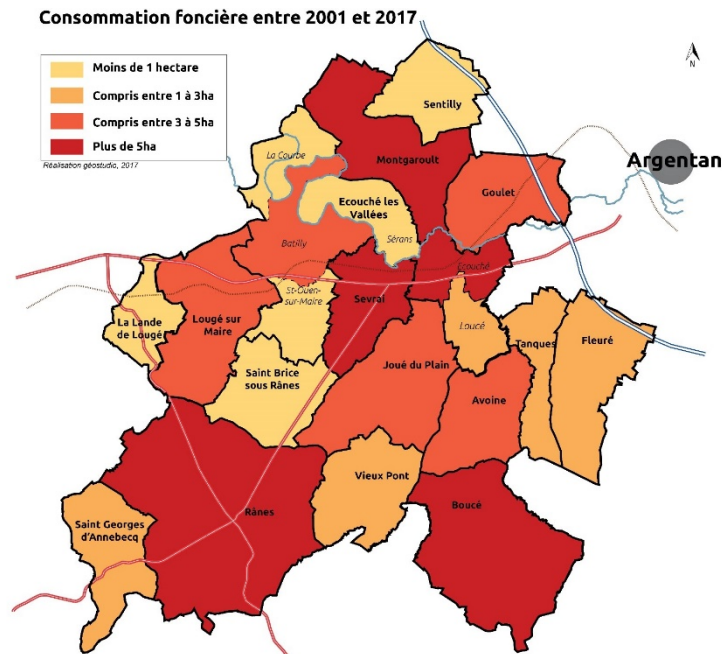 Consommation foncière entre 2001 et 2017
Moins de 1 hectare
Compris entre 1 à 3ha
Compris entre 3 à 5ha
Plus de 5ha
Réalisation géostudio, 2017
N
Sentilly
La Courbe
Montgaroult
Argentan
Goulet
Ecouché les
Vallées
Sérans
Batilly
Ecouché
St-Ouen-
sur-Maire
Sevrai
La Lande
de Lougé
Lougé sur
Maire
Loucé
Tanques
Fleuré
Saint Brice
sous Rânes
Joué du Plain
Avoine
Vieux Pont
Boucé
Rânes
Saint Georges
d'Annebecq